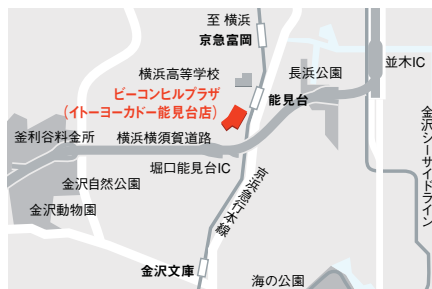 至 横浜
京急富岡
並木IC
横浜高等学校
長浜公園
ビーコンヒルプラザ
(イトーヨーカドー能見台店)
能見台
釜利谷料金所
横浜横須賀道路
堀口能見台IC
金沢自然公園
金沢動物園
京浜急行本線
金沢シーサイドライン
金沢文庫
海の公園